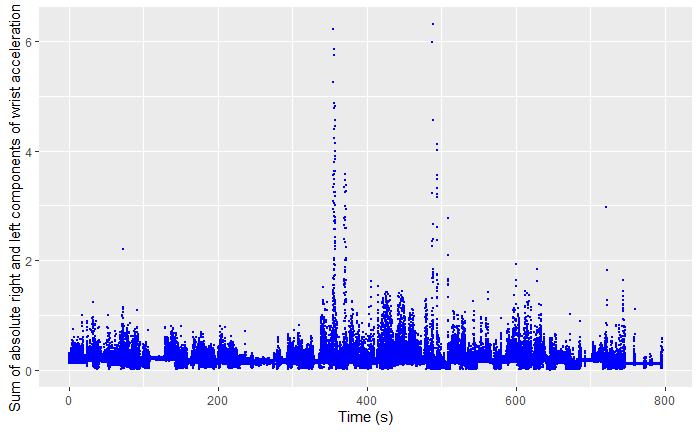 Sum of absolute right and left components of wrist acceleration
6
4
2
0
0 200 400 600 800
Time (s)